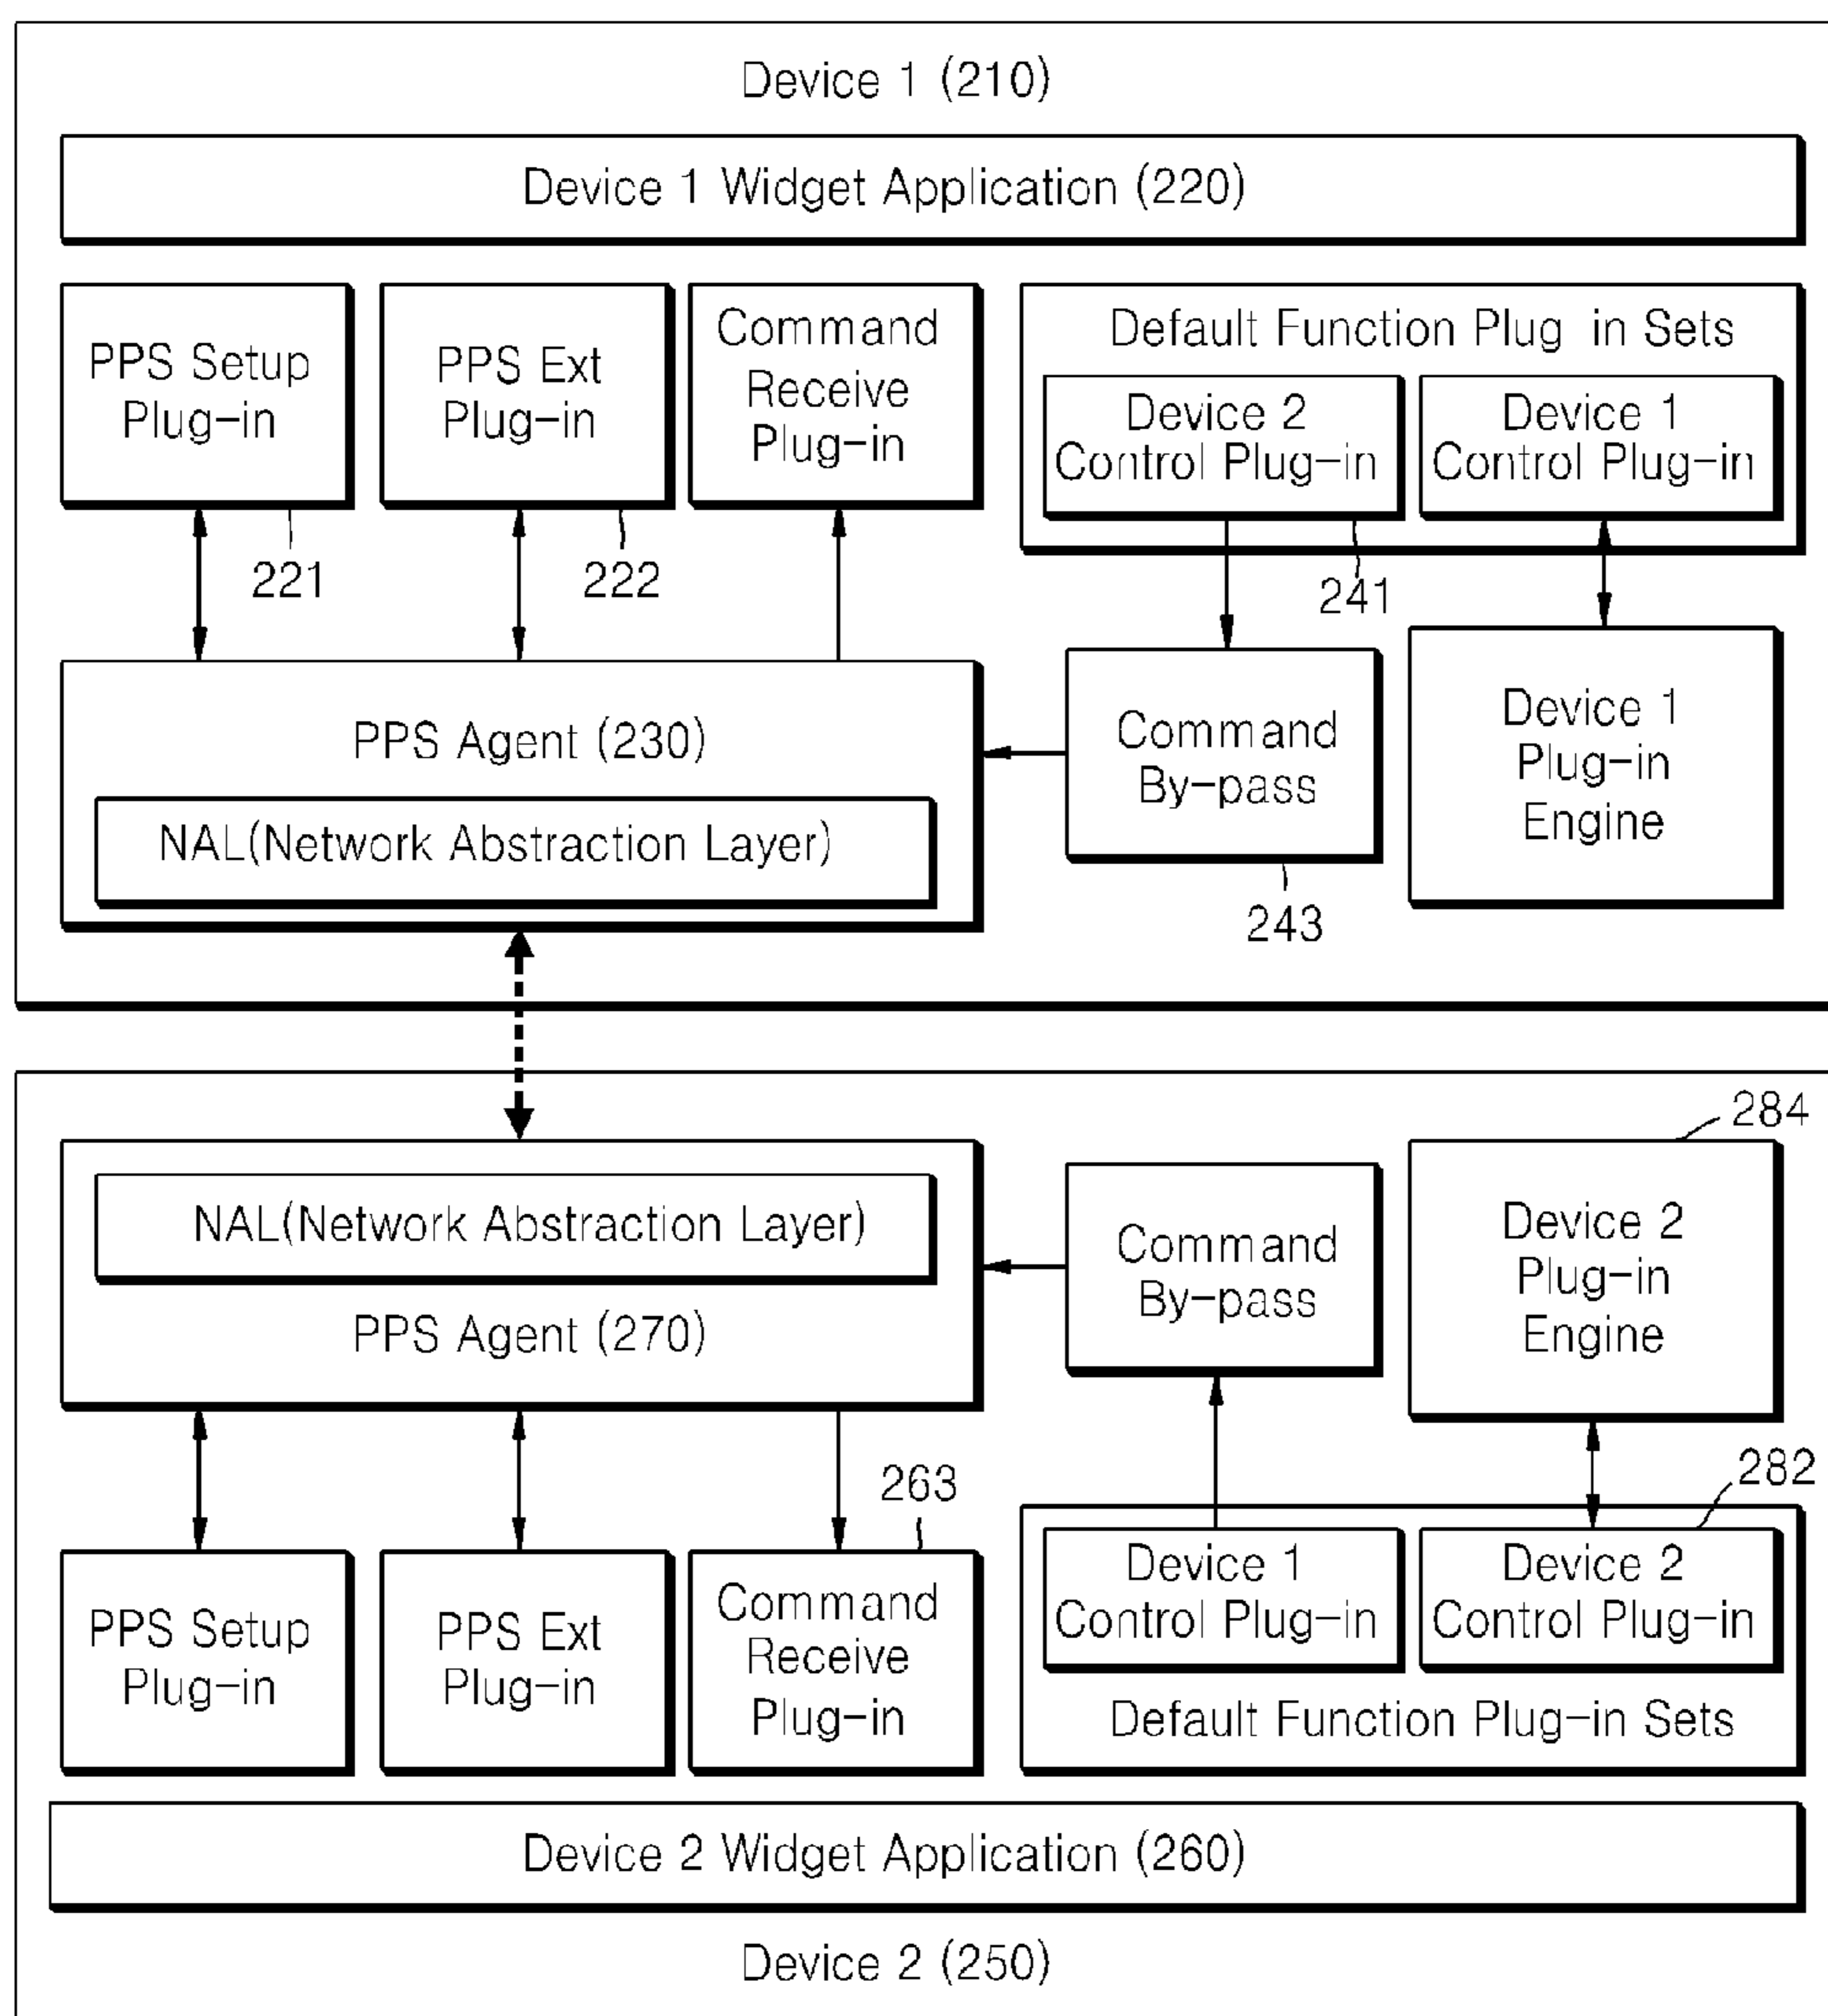 Device 1 (210)
Device 1 Widget Application (220)
PPS Setup
Plug-in
221
PPS Ext
Plug-in
222
Command
Receive
Plug-in
Default Function Plug in Sets
Device 2
Control Plug-in
241
Device 1
Control Plug-in
PPS Agent (230)
NAL(Network Abstraction Layer)
Command
By-pass
243
Device 1
Plug-in
Engine
NAL(Network Abstraction Layer)
PPS Agent (270)
Command
By-pass
284
Device 2
Plug-in
Engine
PPS Setup
Plug-in
PPS Ext
Plug-in
263
Command
Receive
Plug-in
282
Device 1
Control Plug-in
Device 2
Control Plug-in
Default Function Plug-in Sets
Device 2 Widget Application (260)
Device 2 (250)